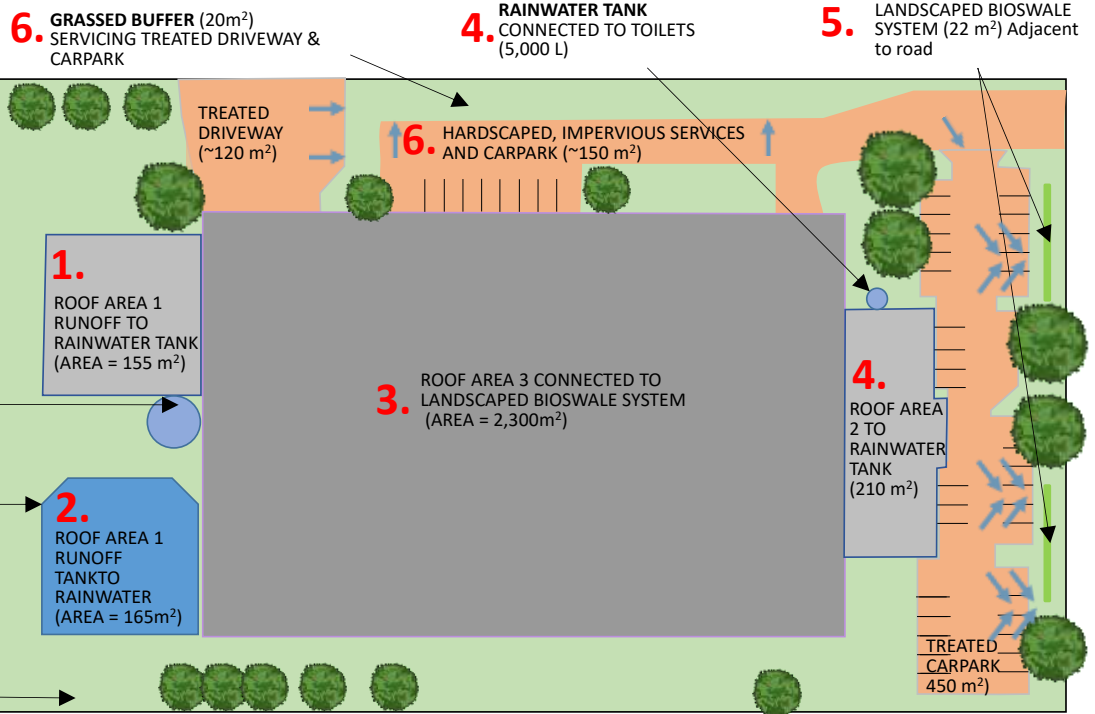 6. GRASSED BUFFER (20m²)
SERVICING TREATED DRIVEWAY &
CARPARK
4. RAINWATER TANK
CONNECTED TO TOILETS
(5,000 L)
5. LANDSCAPED BIOSWALE
SYSTEM (22 m²) Adjacent
to road
TREATED
DRIVEWAY
(~120 m²)
6. HARDSCAPED, IMPERVIOUS SERVICES
AND CARPARK (~150 m²)
1.
ROOF AREA 1
RUNOFF TO
RAINWATER TANK
(AREA = 155 m²)
3. ROOF AREA 3 CONNECTED TO
LANDSCAPED BIOSWALE SYSTEM
(AREA = 2,300m²)
4.
ROOF AREA
2 TO
RAINWATER
TANK
(210 m²)
2.
ROOF AREA 1
RUNOFF
TANKTO
RAINWATER
(AREA = 165m²)
TREATED
CARPARK
450 m²)